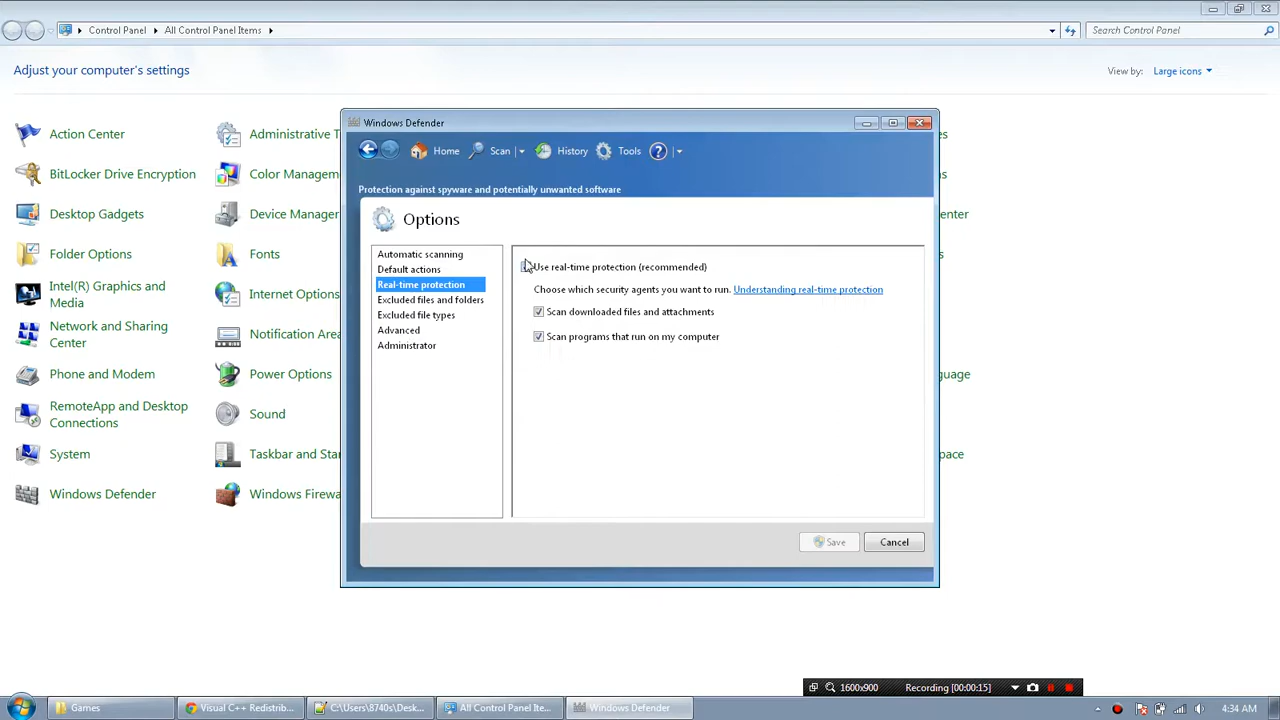 Control Panel
All Control Panel Items
Search Control Panel
Adjust your computer's settings
View by:
Large icons
Action Center
Administrative T
BitLocker Drive Encryption
Color Managem
Desktop Gadgets
Device Manager
Folder Options
Fonts
Intel(R) Graphics and
Media
Internet Options
Network and Sharing
Center
Notification Area
Phone and Modem
Power Options
RemoteApp and Desktop
Connections
Sound
System
Taskbar and Star
Windows Defender
Windows Firewa
enter
guage
pace
Windows Defender
Home
Scan
History
Tools
Protection against spyware and potentially unwanted software
Options
Automatic scanning
Default actions
Real-time protection
Excluded files and folders
Excluded file types
Advanced
Administrator
Use real-time protection (recommended)
Choose which security agents you want to run. Understanding real-time protection
Scan downloaded files and attachments
Scan programs that run on my computer
Save
Cancel
1600x900
Recording [00:00:15]
Games
Visual C++ Redistrib...
C:\Users\8740s\Desk...
All Control Panel Ite...
Windows Defender
4:34 AM